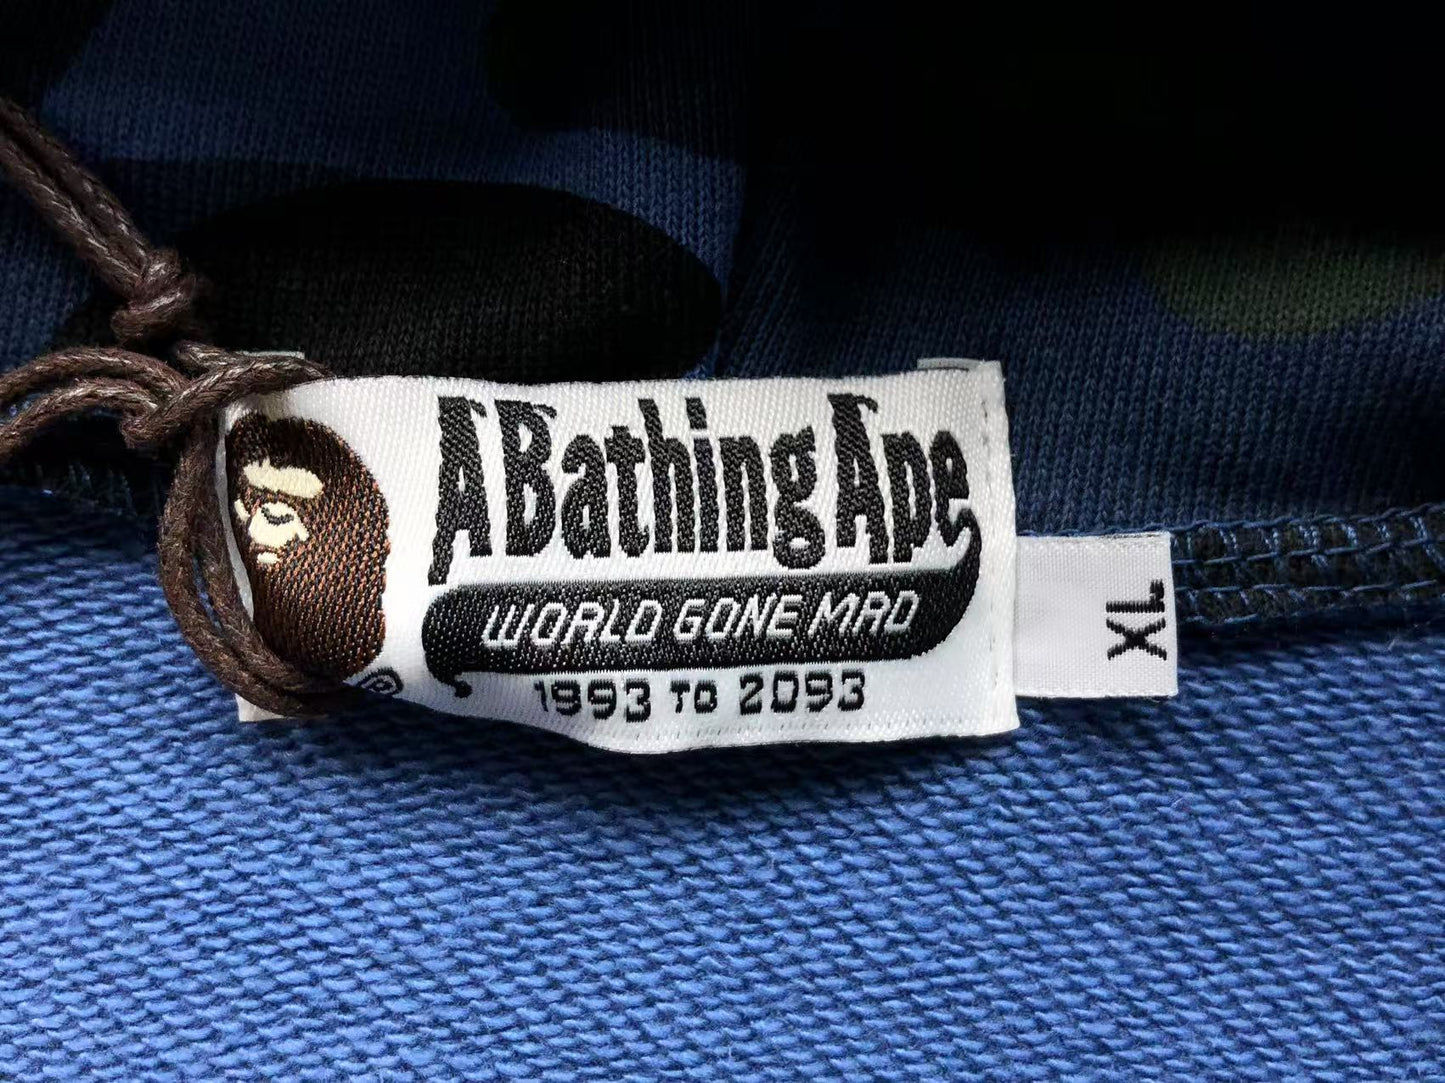 A Bathing Ape
WORLD GONE MAD
1993 TO 2093
®
XL